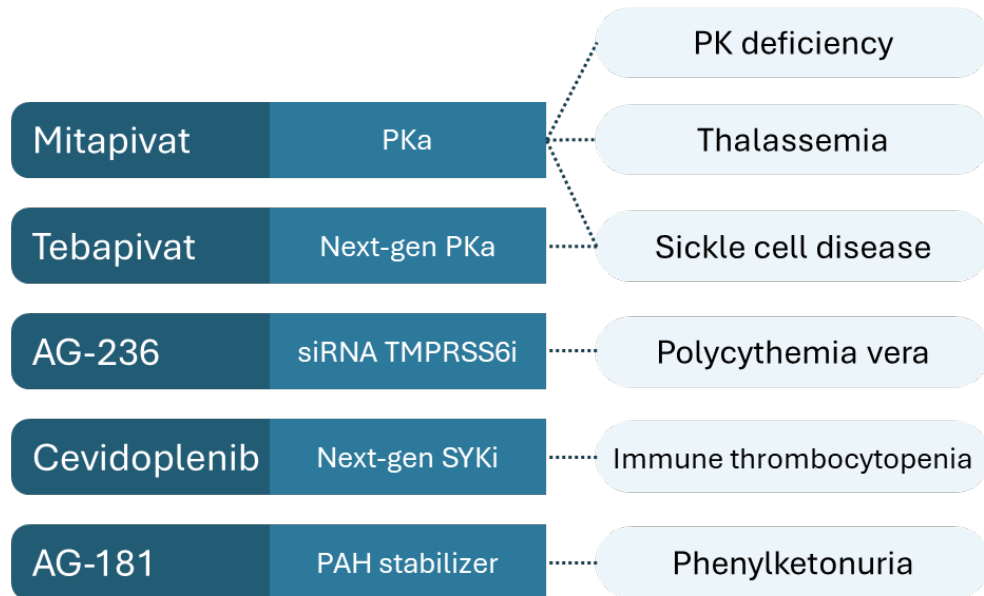 PK deficiency
Mitapivat
PKa
Thalassemia
Tebapivat
Next-gen PKa
Sickle cell disease
AG-236
siRNA TMPRSS6i
Polycythemia vera
Cevidoplenib
Next-gen SYKi
Immune thrombocytopenia
AG-181
PAH stabilizer
Phenylketonuria